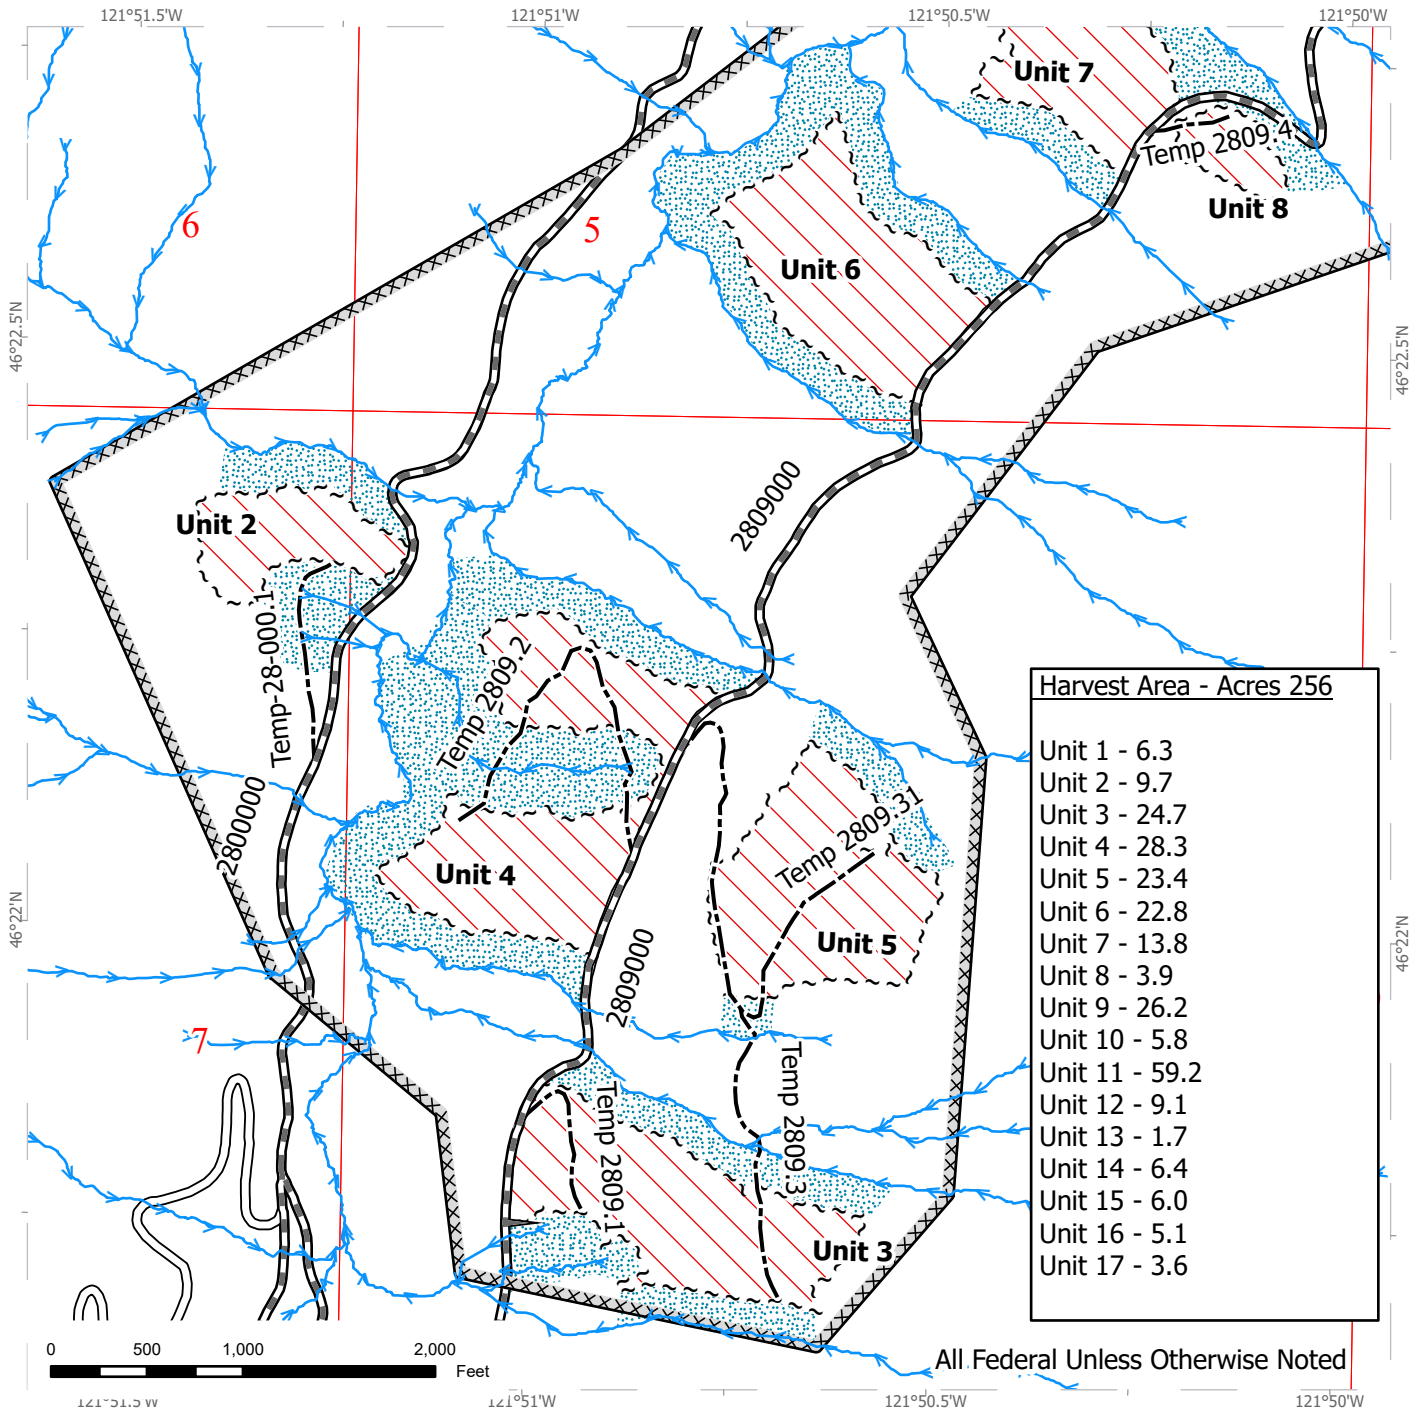 121°51.5'W
121°51'W
121°50.5'W
121°50'W
Unit 7
Temp 2809.4
Unit 8
6
5
Unit 6
46°22.5'N
46°22.5'N
2809000
Unit 2
Temp-28-000.1
Temp 2809.2
Harvest Area - Acres 256
Unit 1 - 6.3
Unit 2 - 9.7
Unit 3 - 24.7
Unit 4 - 28.3
Unit 5 - 23.4
Unit 6 - 22.8
Unit 7 - 13.8
Unit 8 - 3.9
Unit 9 - 26.2
Unit 10 - 5.8
Unit 11 - 59.2
Unit 12 - 9.1
Unit 13 - 1.7
Unit 14 - 6.4
Unit 15 - 6.0
Unit 16 - 5.1
Unit 17 - 3.6
2800000
Temp 2809.31
Unit 4
46°22'N
Unit 5
46°22'N
2809000
7
Temp 2809.1
Temp 2809.3
Unit 3
0 500 1,000 2,000
Feet
All Federal Unless Otherwise Noted
121°51.5'W
121°51'W
121°50.5'W
121°50'W